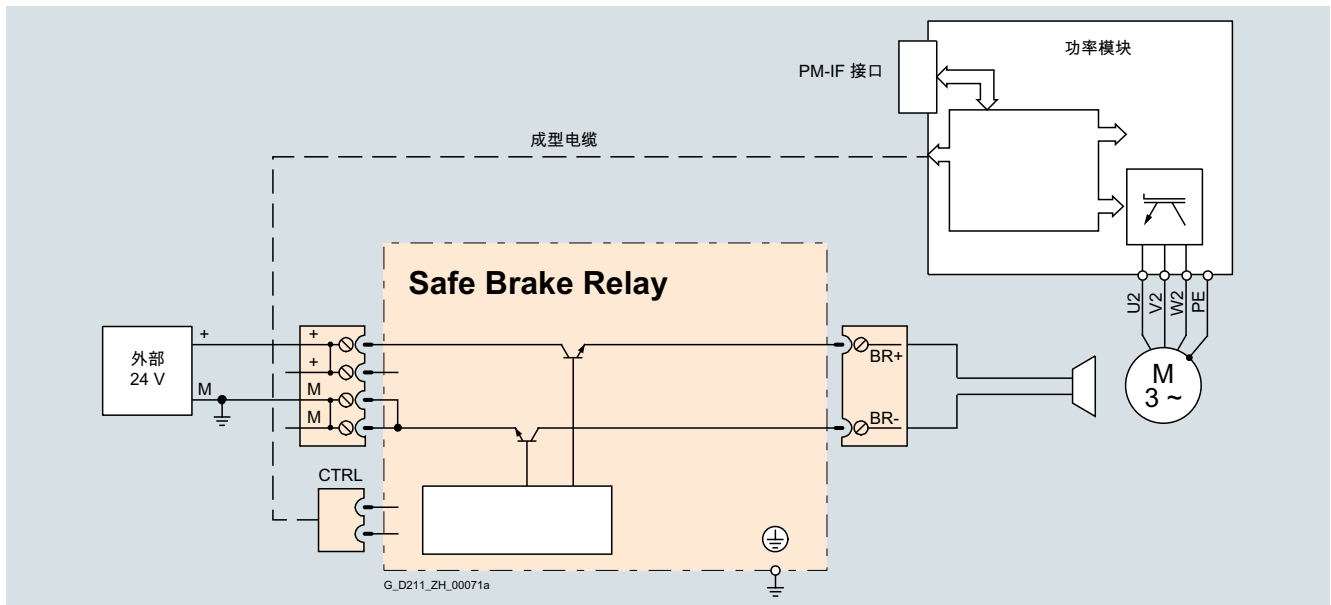 功率模块
PM-IF 接口
成型电缆
Safe Brake Relay
外部
24 V
+
M
+
+
M
M
BR+
BR-
CTRL
U2
V2
W2
PE
M
3 ~
G_D211_ZH_00071a